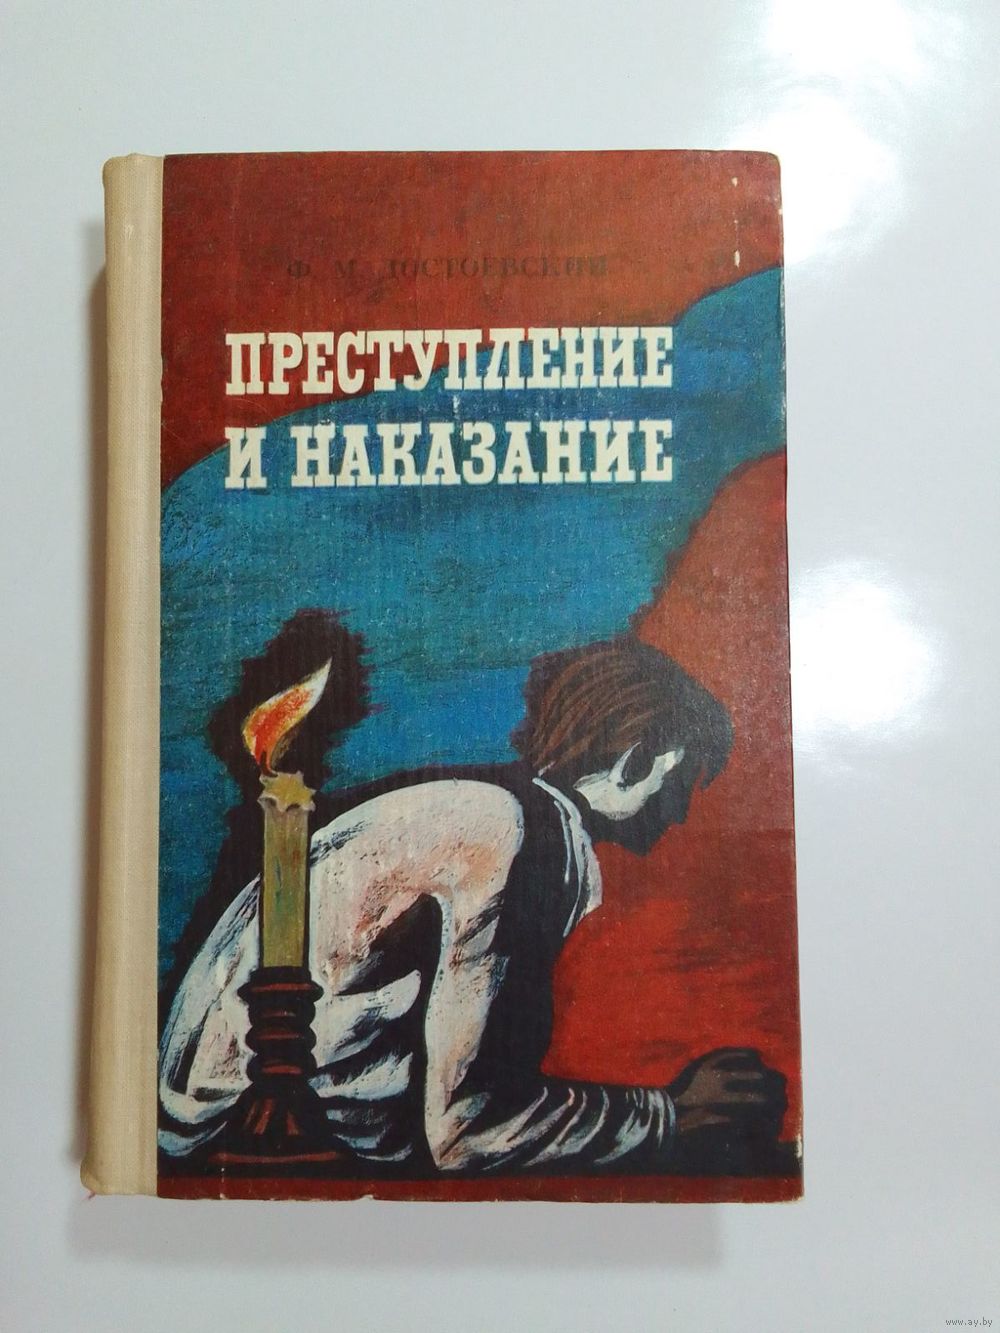 Ф. М. ДОСТОЕВСКИЙ
ПРЕСТУПЛЕНИЕ
И НАКАЗАНИЕ
www.ay.by